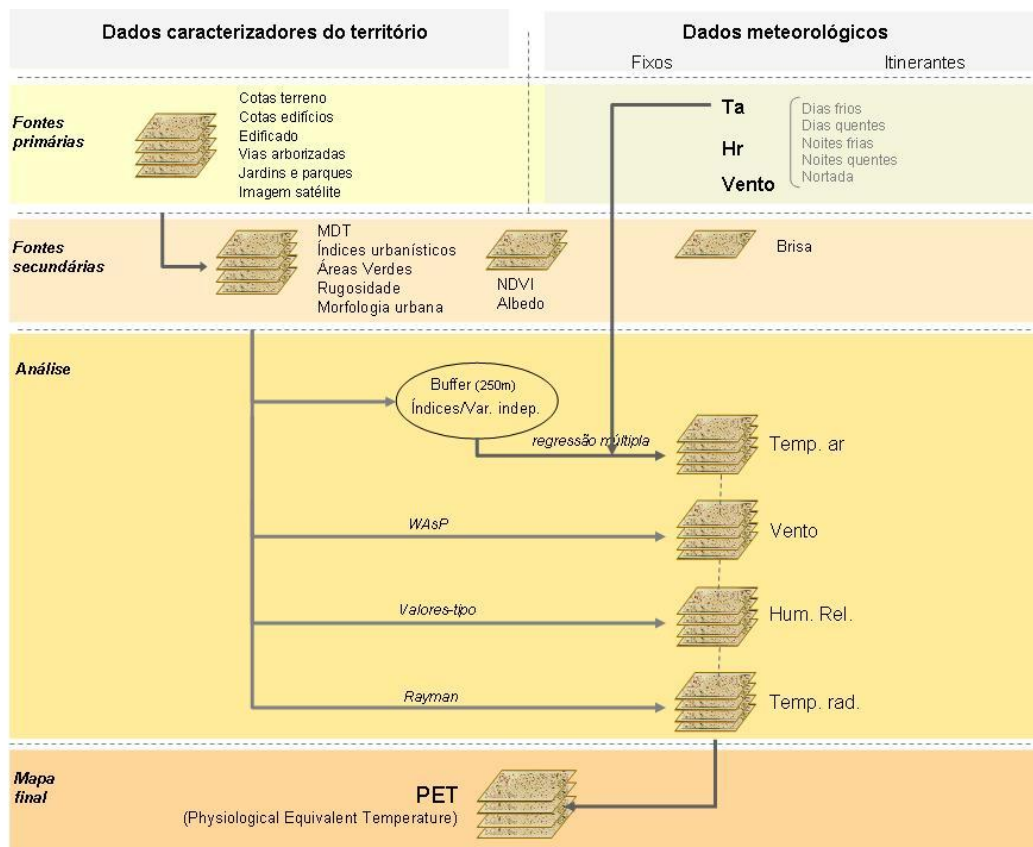 Dados caracterizadores do território
Dados meteorológicos
Fixos
Itinerantes
Fontes
primárias
Cotas terreno
Cotas edifícios
Edificado
Vias arborizadas
Jardins e parques
Imagem satélite
Ta
Hr
Vento
Dias frios
Dias quentes
Noites frias
Noites quentes
Nortada
Fontes
secundárias
MDT
Índices urbanísticos
Áreas Verdes
Rugosidade
Morfologia urbana
NDVI
Albedo
Brisa
Análise
Buffer (250m)
Índices/Var. indep.
regressão múltipla
Temp. ar
WAsP
Vento
Valores-tipo
Hum. Rel.
Rayman
Temp. rad.
Mapa
final
PET
(Physiological Equivalent Temperature)